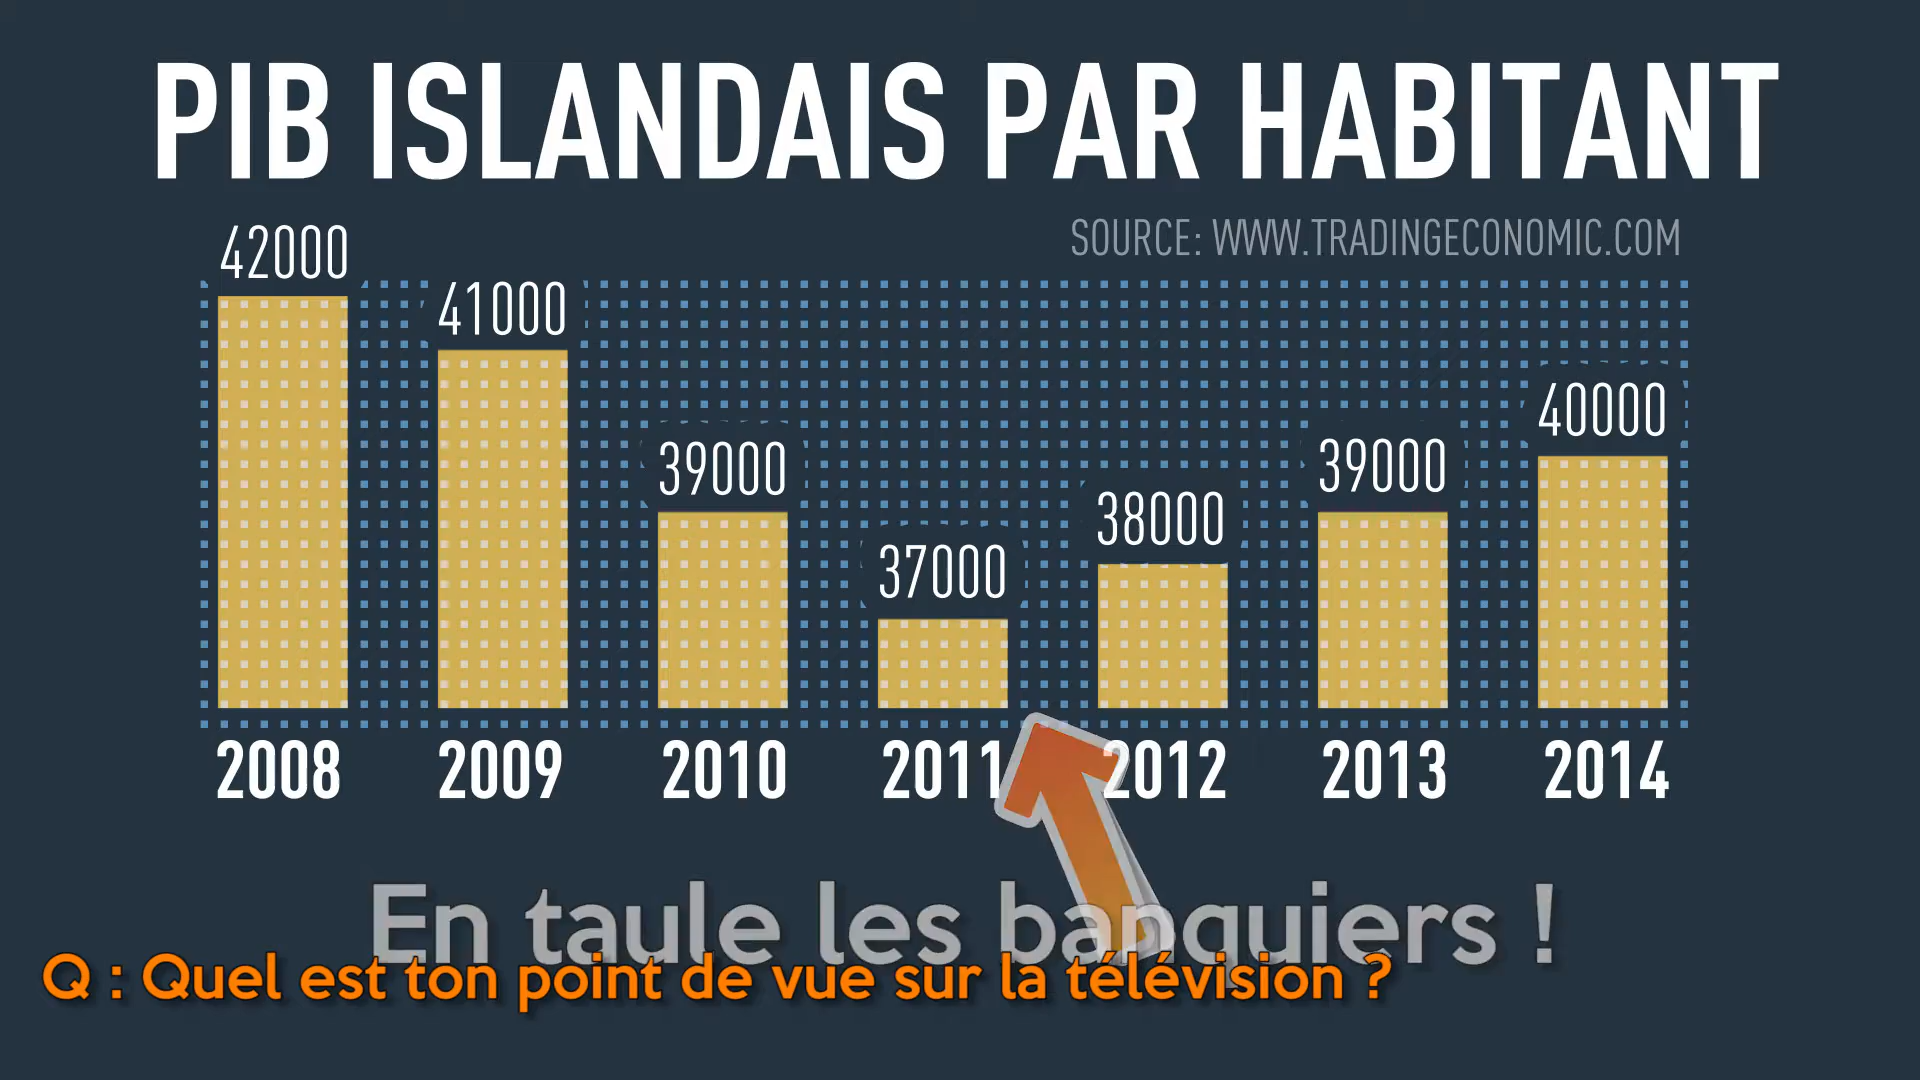 PIB ISLANDAIS PAR HABITANT
SOURCE: WWW.TRADINGECONOMIC.COM
42000
41000
39000
37000
38000
39000
40000
2008 2009 2010 2011 2012 2013 2014
En taule les banquiers !
Q : Quel est ton point de vue sur la télévision ?